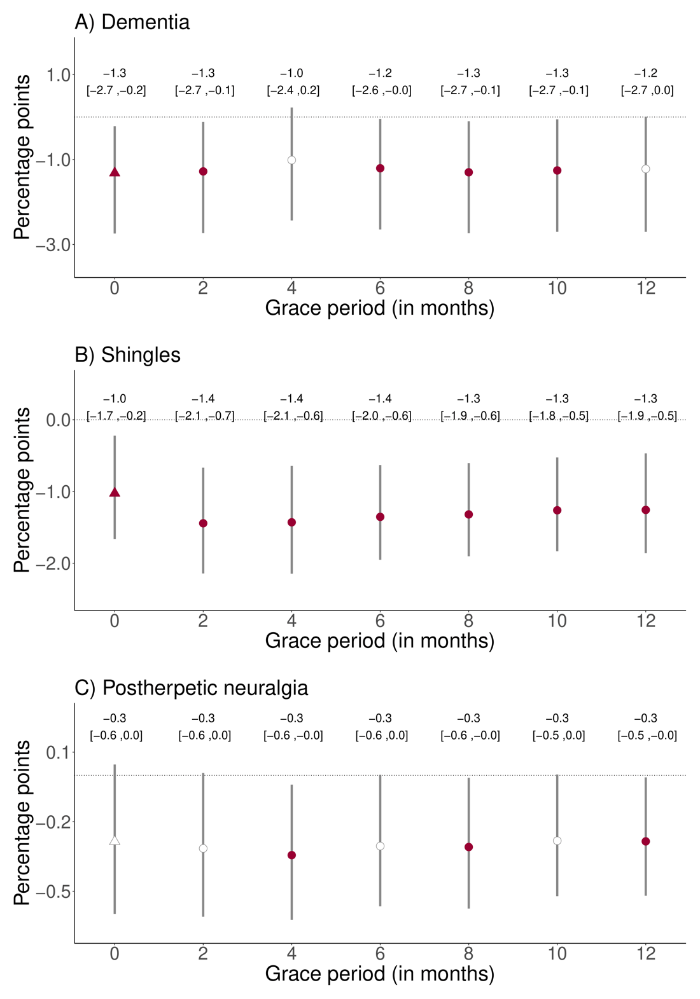 A) Dementia
−1.3 −1.3 −1.0 −1.2 −1.3 −1.3 −1.2
[−2.7 ,−0.2] [−2.7 ,−0.1] [−2.4 ,0.2] [−2.6 ,−0.0] [−2.7 ,−0.1] [−2.7 ,−0.1] [−2.7 ,0.0]
Percentage points
1.0
−1.0
−3.0
0 2 4 6 8 10 12
Grace period (in months)
B) Shingles
−1.0 −1.4 −1.4 −1.4 −1.3 −1.3 −1.3
[−1.7 ,−0.2] [−2.1 ,−0.7] [−2.1 ,−0.6] [−2.0 ,−0.6] [−1.9 ,−0.6] [−1.8 ,−0.5] [−1.9 ,−0.5]
Percentage points
0.0
−1.0
−2.0
0 2 4 6 8 10 12
Grace period (in months)
C) Postherpetic neuralgia
−0.3 −0.3 −0.3 −0.3 −0.3 −0.3 −0.3
[−0.6 ,0.0] [−0.6 ,0.0] [−0.6 ,−0.0] [−0.6 ,0.0] [−0.6 ,−0.0] [−0.5 ,0.0] [−0.5 ,−0.0]
Percentage points
0.1
−0.2
−0.5
0 2 4 6 8 10 12
Grace period (in months)